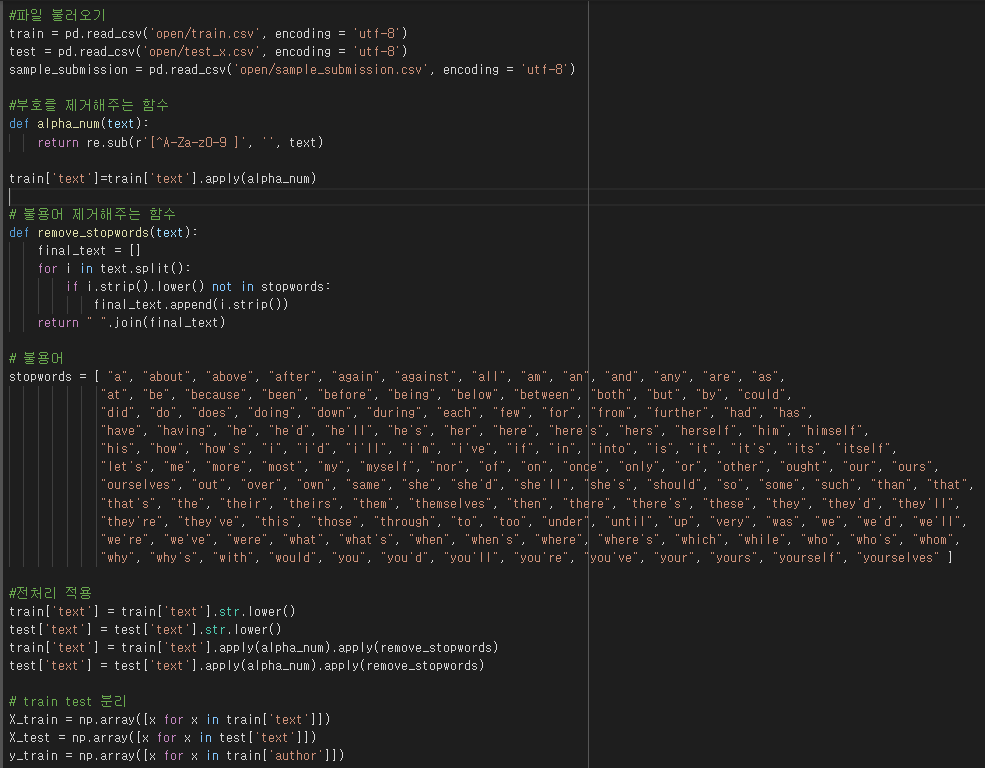 #파일 불러오기
train = pd.read_csv('open/train.csv', encoding = 'utf-8')
test = pd.read_csv('open/test_x.csv', encoding = 'utf-8')
sample_submission = pd.read_csv('open/sample_submission.csv', encoding = 'utf-8')
#부호를 제거해주는 함수
def alpha_num(text):
return re.sub(r'[^A-Za-z0-9 ]', '', text)
train['text']=train['text'].apply(alpha_num)
# 불용어 제거해주는 함수
def remove_stopwords(text):
final_text = []
for i in text.split():
if i.strip().lower() not in stopwords:
final_text.append(i.strip())
return " ".join(final_text)
# 불용어
stopwords = [ "a", "about", "above", "after", "again", "against", "all", "am", "an", "and", "any", "are", "as",
"at", "be", "because", "been", "before", "being", "below", "between", "both", "but", "by", "could",
"did", "do", "does", "doing", "down", "during", "each", "few", "for", "from", "further", "had", "has",
"have", "having", "he", "he'd", "he'll", "he's", "her", "here", "here's", "hers", "herself", "him", "himself",
"his", "how", "how's", "i", "i'd", "i'll", "i'm", "i've", "if", "in", "into", "is", "it", "it's", "its", "itself",
"let's", "me", "more", "most", "my", "myself", "nor", "of", "on", "once", "only", "or", "other", "ought", "our", "ours",
"ourselves", "out", "over", "own", "same", "she", "she'd", "she'll", "she's", "should", "so", "some", "such", "than", "that",
"that's", "the", "their", "theirs", "them", "themselves", "then", "there", "there's", "these", "they", "they'd", "they'll",
"they're", "they've", "this", "those", "through", "to", "too", "under", "until", "up", "very", "was", "we", "we'd", "we'll",
"we're", "we've", "were", "what", "what's", "when", "when's", "where", "where's", "which", "while", "who", "who's", "whom",
"why", "why's", "with", "would", "you", "you'd", "you'll", "you're", "you've", "your", "yours", "yourself", "yourselves" ]
#전처리 적용
train['text'] = train['text'].str.lower()
test['text'] = test['text'].str.lower()
train['text'] = train['text'].apply(alpha_num).apply(remove_stopwords)
test['text'] = test['text'].apply(alpha_num).apply(remove_stopwords)
# train test 분리
X_train = np.array([x for x in train['text']])
X_test = np.array([x for x in test['text']])
y_train = np.array([x for x in train['author']])